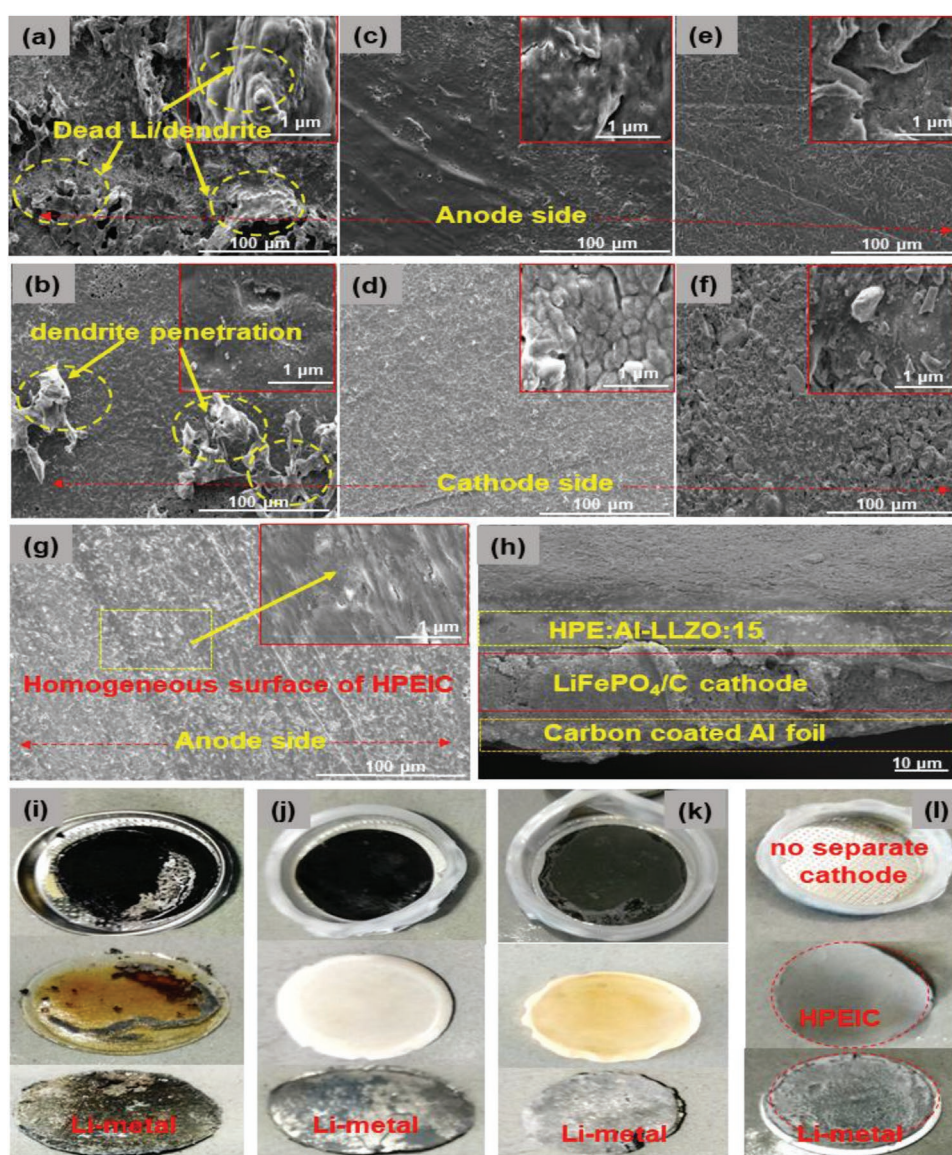 (a)
1 µm
Dead Li/dendrite
100 µm
(c)
1 µm
Anode side
100 µm
(e)
1 µm
100 µm
(b)
dendrite penetration
1 µm
100 µm
(d)
1 µm
Cathode side
100 µm
(f)
1 µm
100 µm
(g)
1 µm
Homogeneous surface of HPEIC
Anode side
100 µm
(h)
HPE:Al-LLZO:15
LiFePO₄/C cathode
Carbon coated Al foil
10 µm
(i)
Li-metal
(j)
Li-metal
(k)
Li-metal
(l)
no separate
cathode
HPEIC
Li-metal